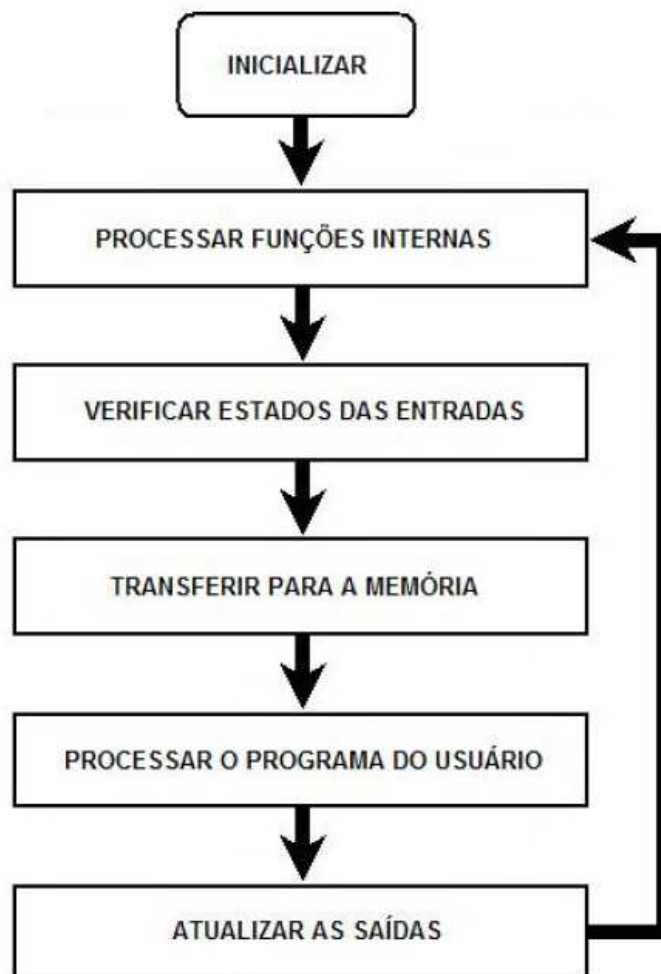 INICIALIZAR
PROCESSAR FUNÇÕES INTERNAS
VERIFICAR ESTADOS DAS ENTRADAS
TRANSFERIR PARA A MEMÓRIA
PROCESSAR O PROGRAMA DO USUÁRIO
ATUALIZAR AS SAÍDAS